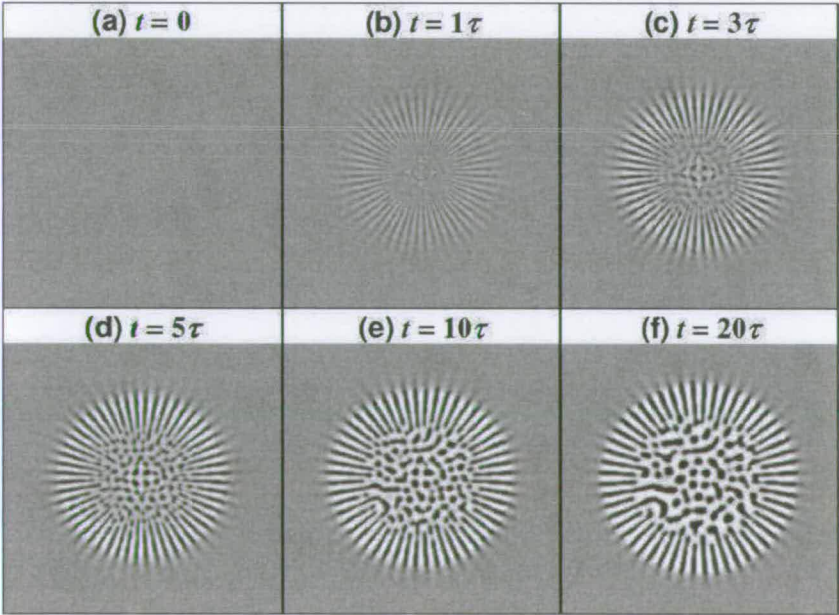 (a) t = 0
(b) t = 1τ
(c) t = 3τ
(d) t = 5τ
(e) t = 10τ
(f) t = 20τ